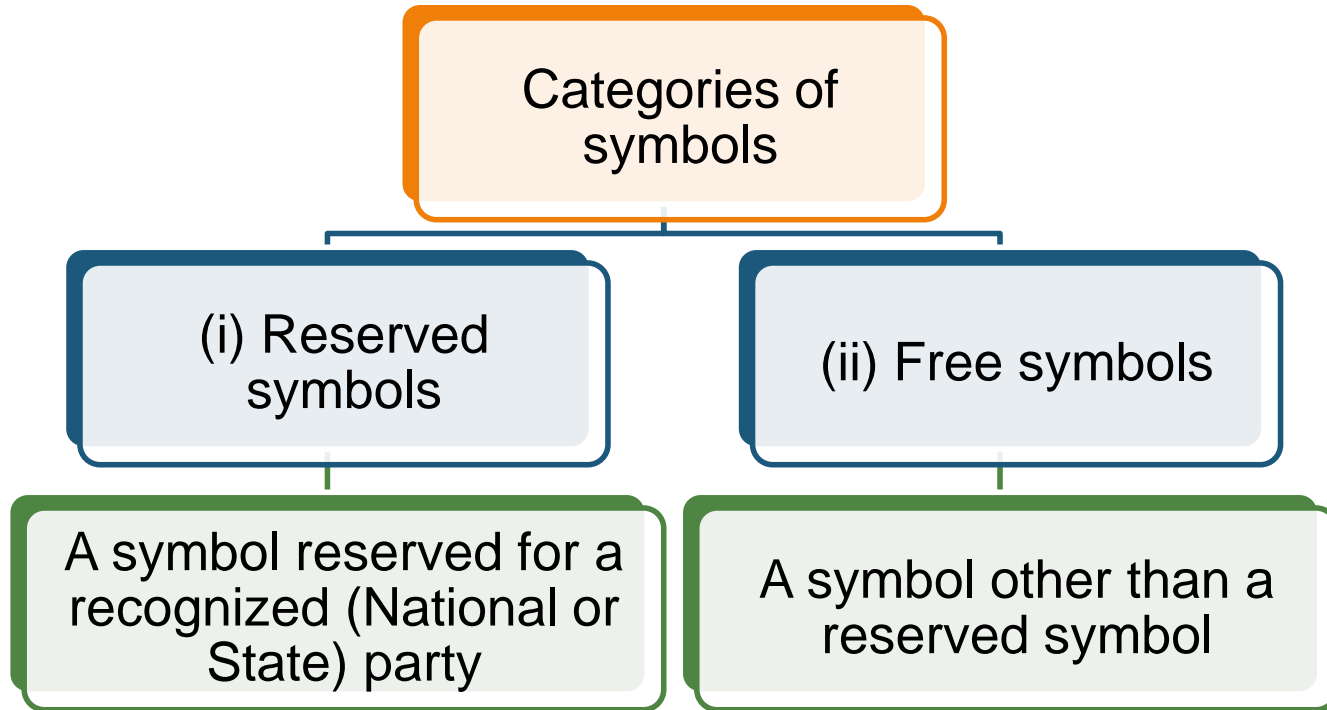 Categories of
symbols
(i) Reserved
symbols
(ii) Free symbols
A symbol reserved for a
recognized (National or
State) party
A symbol other than a
reserved symbol